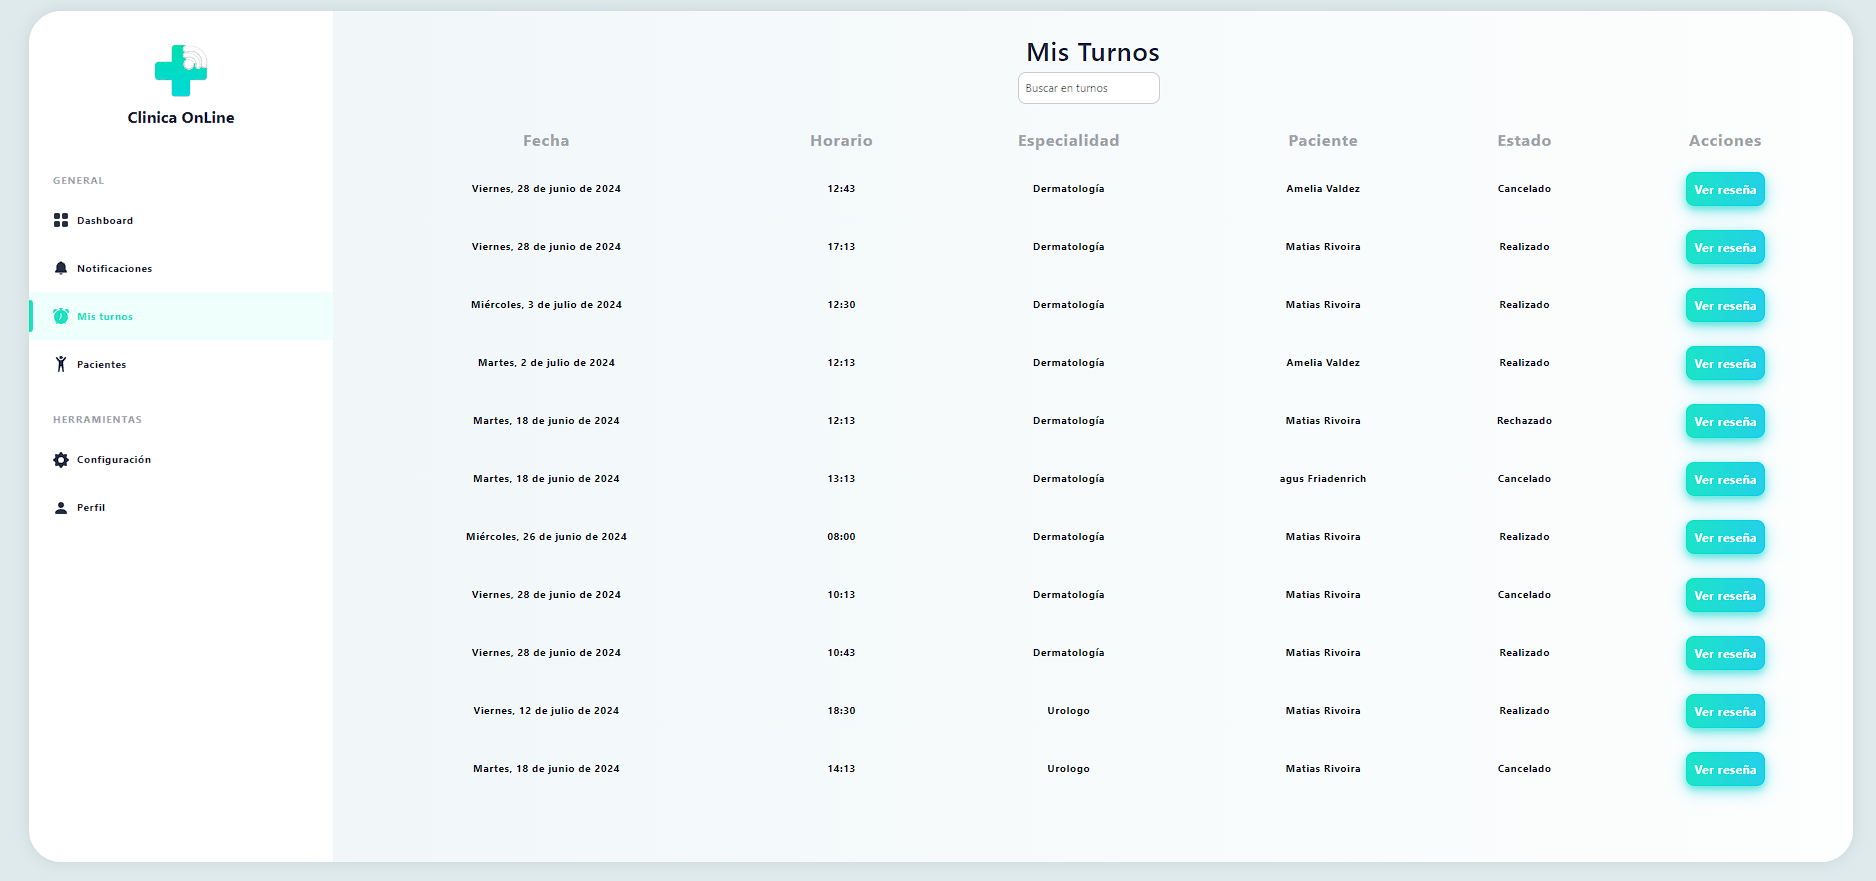 Clinica OnLine
GENERAL
Dashboard
Notificaciones
Mis turnos
Pacientes
HERRAMIENTAS
Configuración
Perfil
Mis Turnos
Buscar en turnos
Fecha Horario Especialidad Paciente Estado Acciones
Viernes, 28 de junio de 2024 12:43 Dermatología Amelia Valdez Cancelado Ver reseña
Viernes, 28 de junio de 2024 17:13 Dermatología Matias Rivoira Realizado Ver reseña
Miércoles, 3 de julio de 2024 12:30 Dermatología Matias Rivoira Realizado Ver reseña
Martes, 2 de julio de 2024 12:13 Dermatología Amelia Valdez Realizado Ver reseña
Martes, 18 de junio de 2024 12:13 Dermatología Matias Rivoira Rechazado Ver reseña
Martes, 18 de junio de 2024 13:13 Dermatología agus Friadenrich Cancelado Ver reseña
Miércoles, 26 de junio de 2024 08:00 Dermatología Matias Rivoira Realizado Ver reseña
Viernes, 28 de junio de 2024 10:13 Dermatología Matias Rivoira Cancelado Ver reseña
Viernes, 28 de junio de 2024 10:43 Dermatología Matias Rivoira Realizado Ver reseña
Viernes, 12 de julio de 2024 18:30 Urologo Matias Rivoira Realizado Ver reseña
Martes, 18 de junio de 2024 14:13 Urologo Matias Rivoira Cancelado Ver reseña